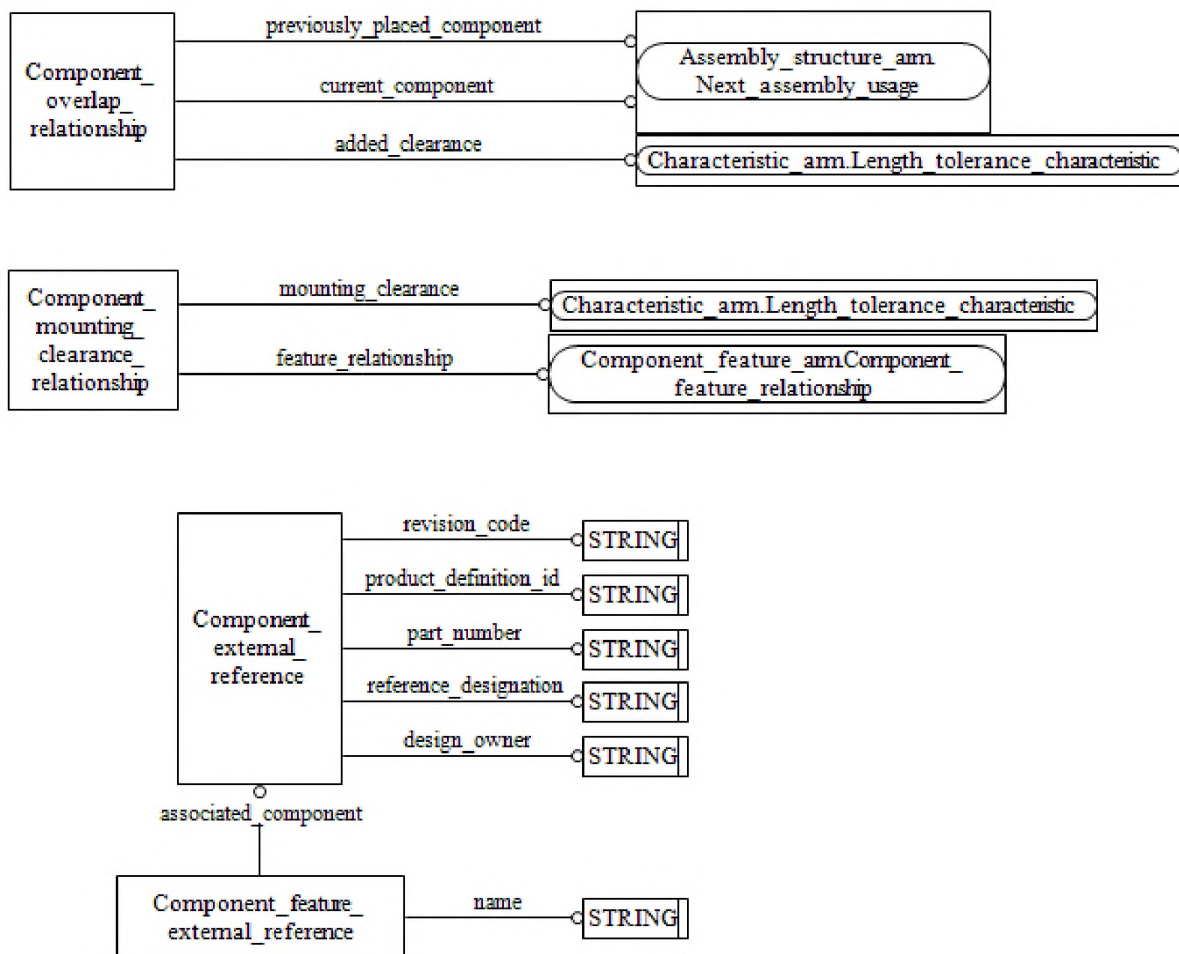 previously_placed_component
Component_
overlap_
relationship
current_component
added_clearance
Assembly_structure_arm.
Next_assembly_usage
Characteristic_arm.Length_tolerance_characteristic
Component_
mounting_
clearance_
relationship
mounting_clearance
Characteristic_arm.Length_tolerance_characteristic
feature_relationship
Component_feature_arm.Component_
feature_relationship
Component_
external_
reference
revision_code
STRING
product_definition_id
STRING
part_number
STRING
reference_designation
STRING
design_owner
STRING
associated_component
Component_feature_
external_reference
name
STRING